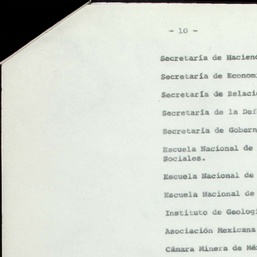 - 10 -
Secretaría de Hacien
Secretaría de Econom
Secretaría de Relaci
Secretaría de la Def
Secretaría de Gobern
Escuela Nacional de
Sociales.
Escuela Nacional de
Escuela Nacional de
Instituto de Geolog
Asociación Mexicana
Cámara Minera de Mé